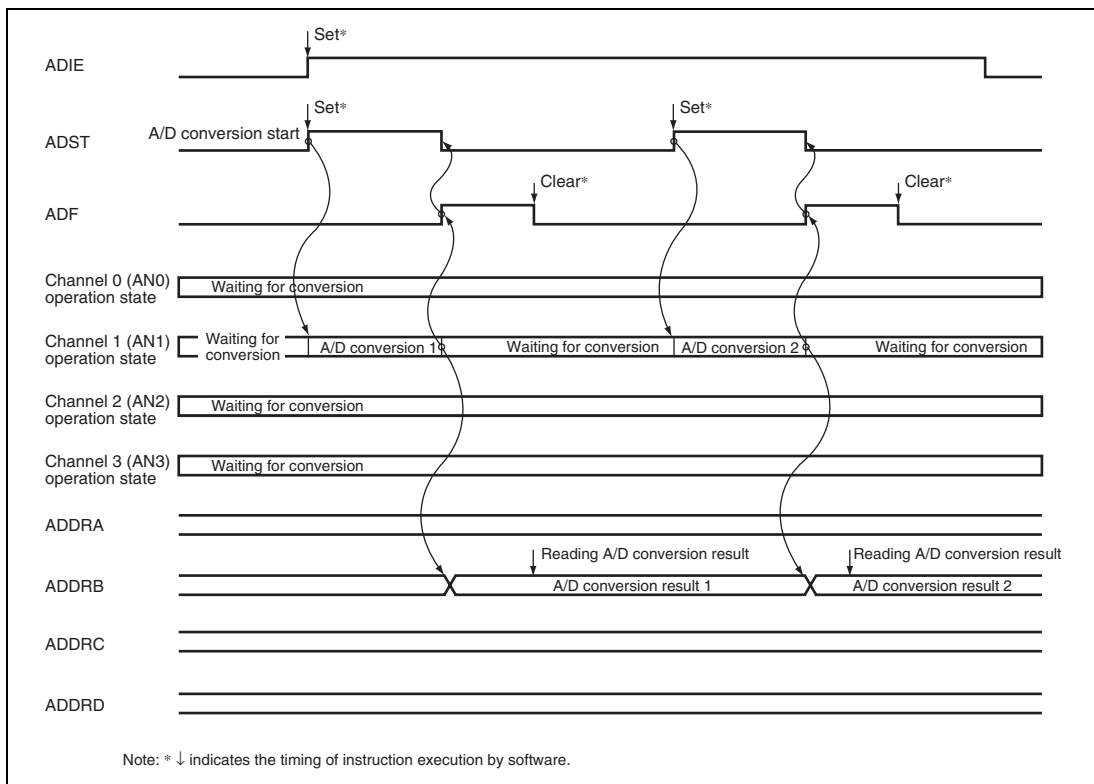 Set*
ADIE
Set*
Set*
A/D conversion start
ADST
Clear*
Clear*
ADF
Channel 0 (AN0)
operation state
Waiting for conversion
Channel 1 (AN1)
operation state
Waiting for
conversion
A/D conversion 1
Waiting for conversion
A/D conversion 2
Waiting for conversion
Channel 2 (AN2)
operation state
Waiting for conversion
Channel 3 (AN3)
operation state
Waiting for conversion
ADDRA
Reading A/D conversion result
Reading A/D conversion result
ADDRB
A/D conversion result 1
A/D conversion result 2
ADDRC
ADDRD
Note: * ↓ indicates the timing of instruction execution by software.